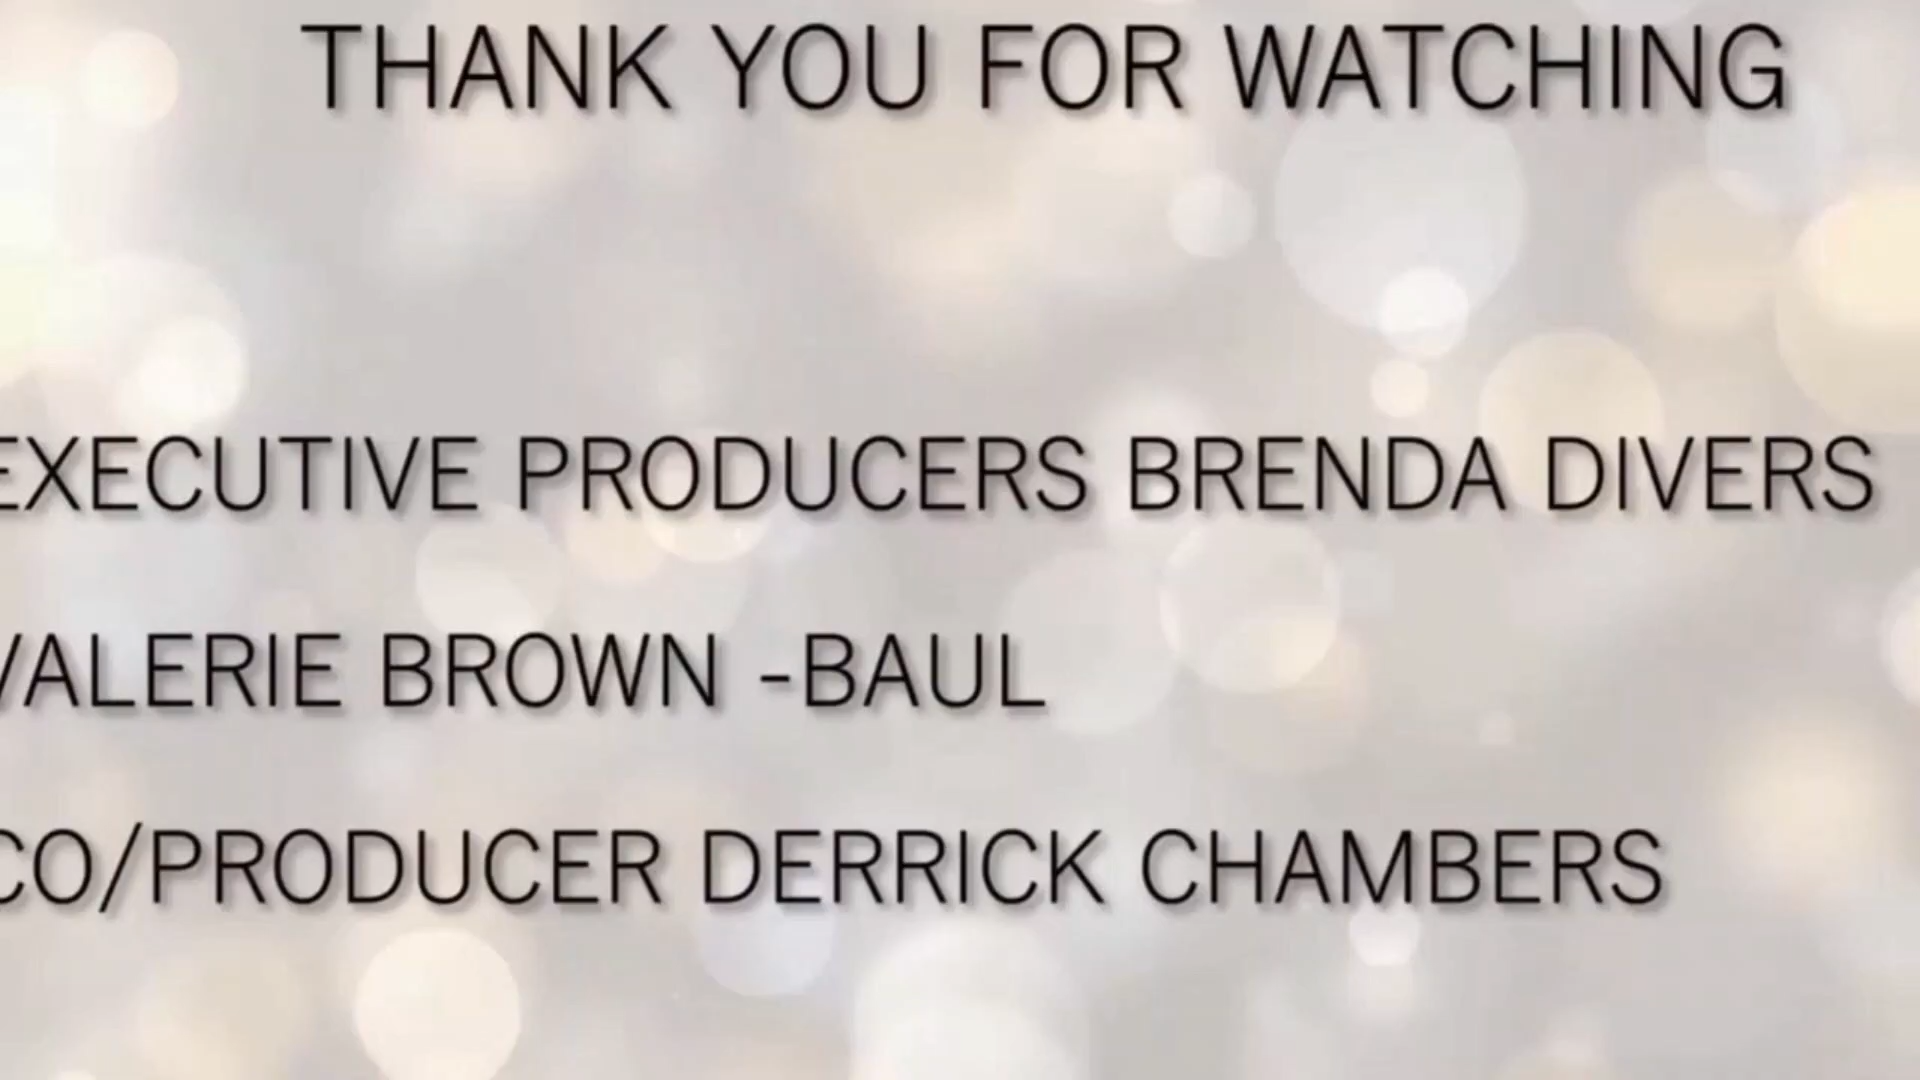 THANK YOU FOR WATCHING
EXECUTIVE PRODUCERS BRENDA DIVERS
VALERIE BROWN -BAUL
CO/PRODUCER DERRICK CHAMBERS